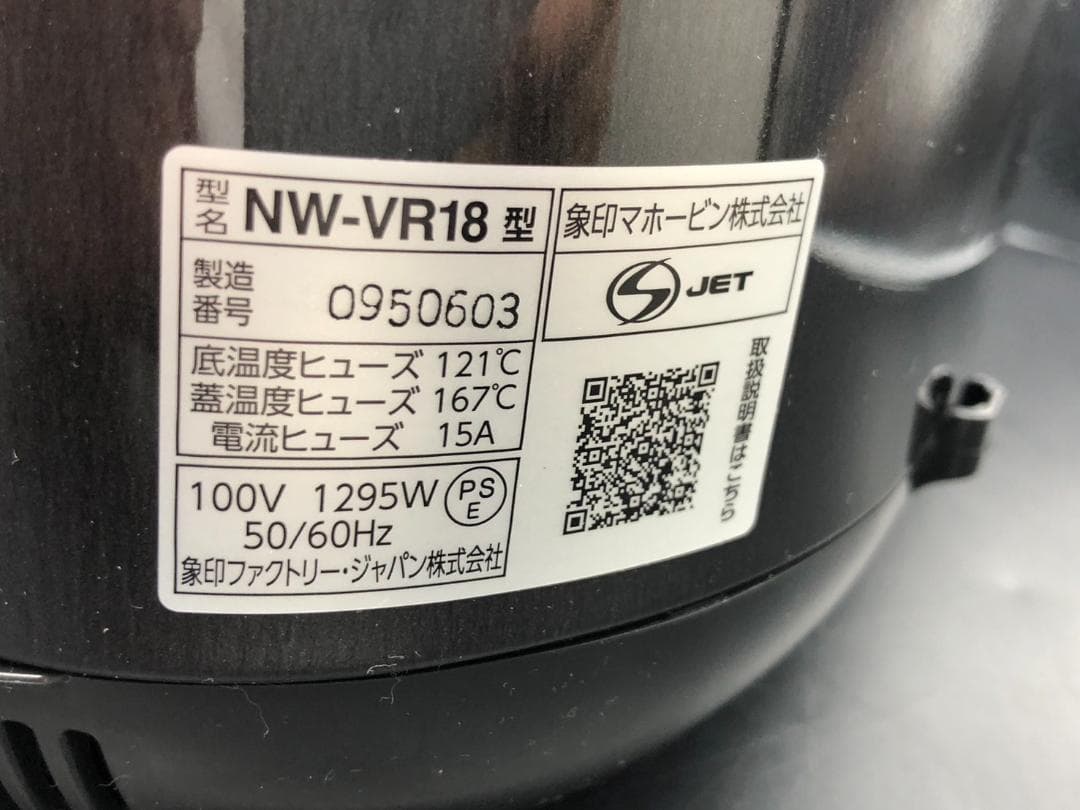 型名 NW-VR18 型
製造番号 0950603
底温度ヒューズ 121℃
蓋温度ヒューズ 167℃
電流ヒューズ 15A
100V 1295W PSE
50/60Hz
象印ファクトリー・ジャパン株式会社
象印マホービン株式会社
JET
取扱説明書はこちら